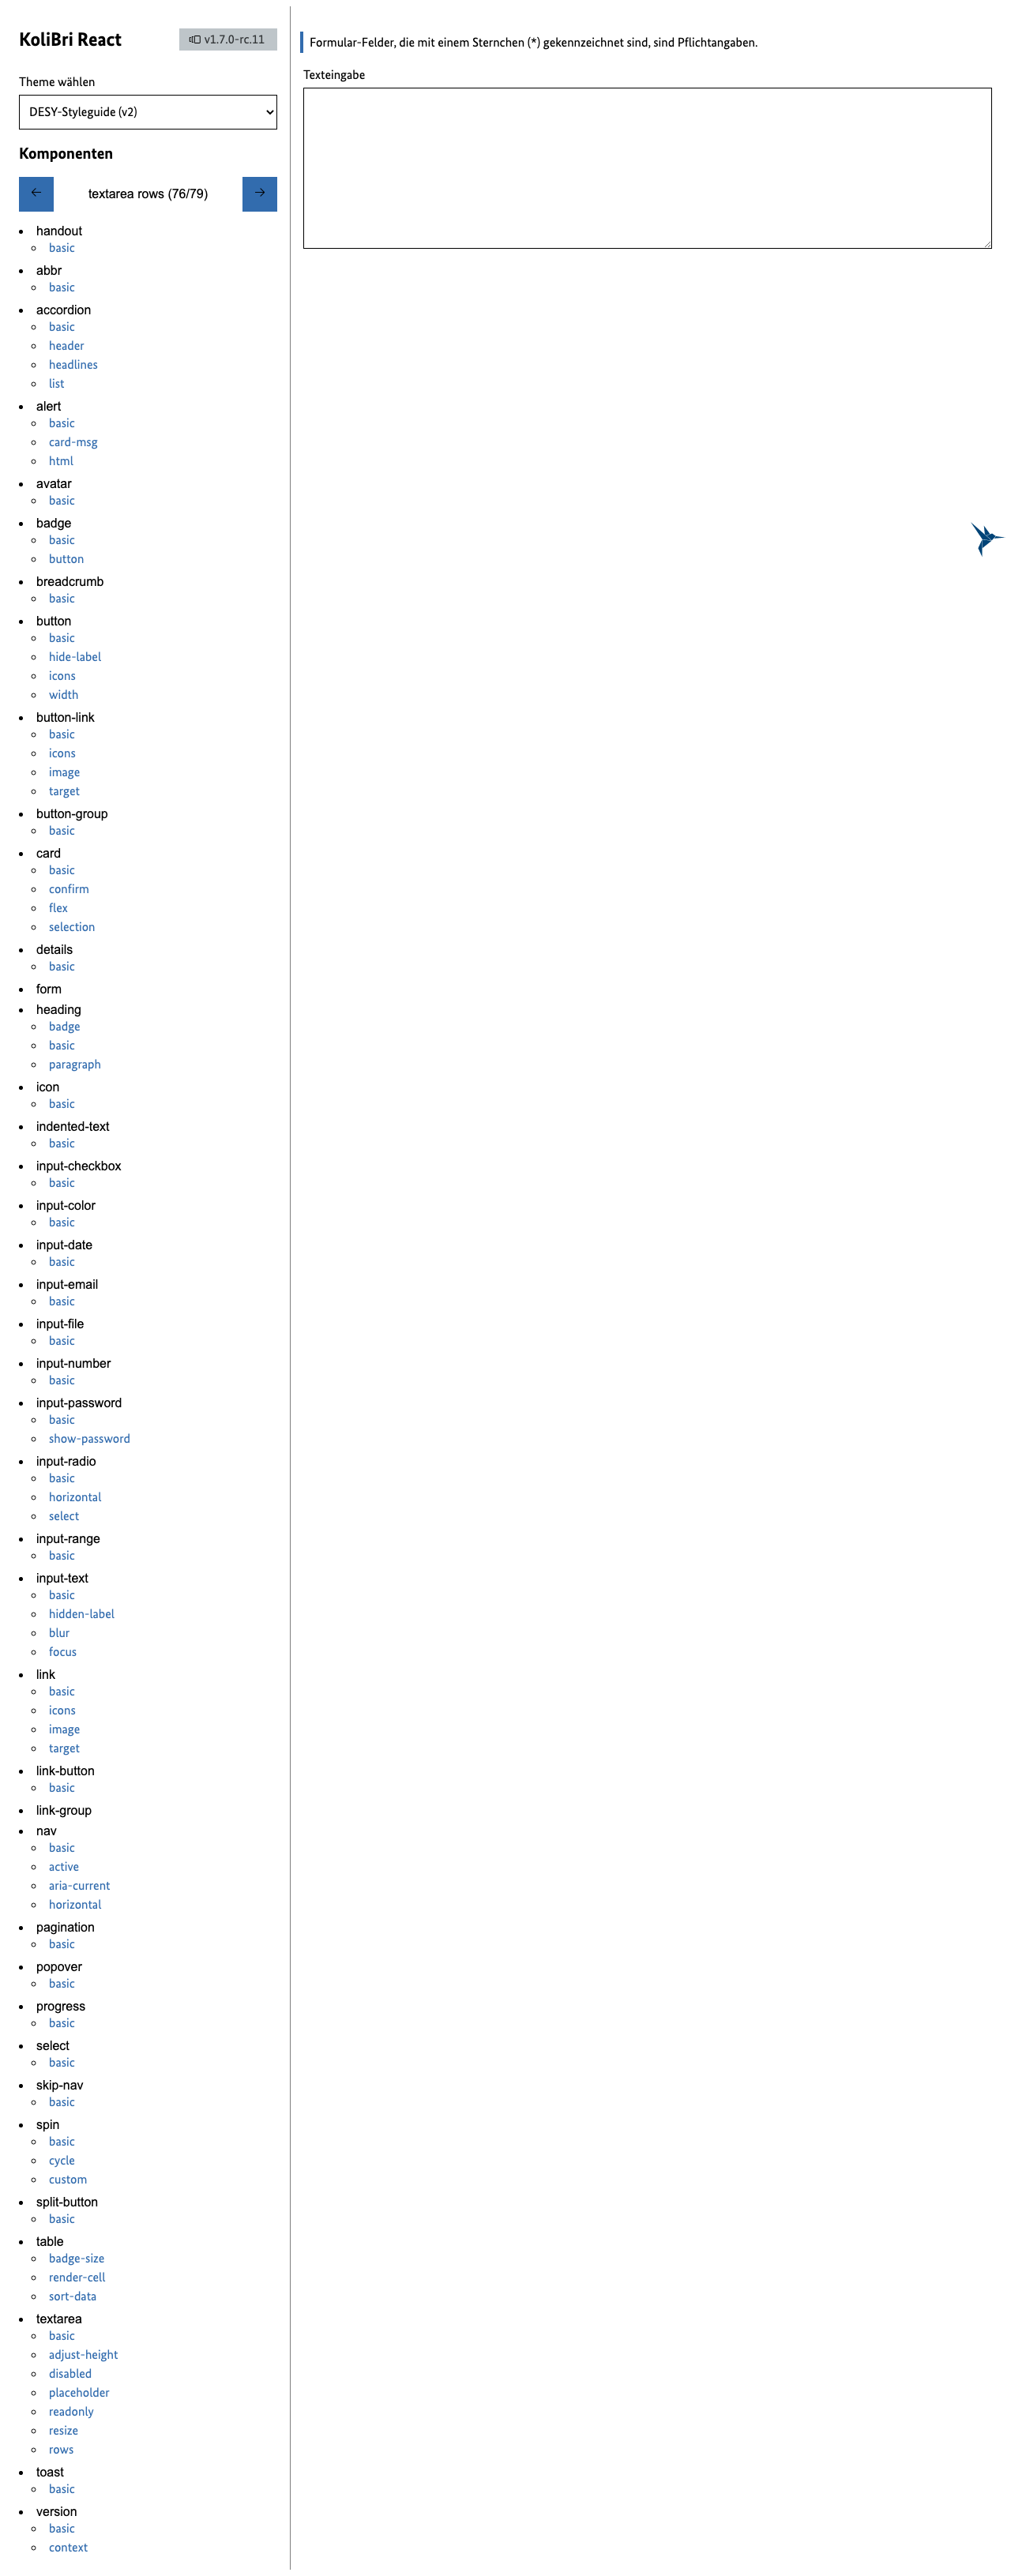 KoliBri React
v1.7.0-rc.11
Theme wählen
DESY-Styleguide (v2)
Komponenten
← textarea rows (76/79) →
handout
basic
abbr
basic
accordion
basic
header
headlines
list
alert
basic
card-msg
html
avatar
basic
badge
basic
button
breadcrumb
basic
button
basic
hide-label
icons
width
button-link
basic
icons
image
target
button-group
basic
card
basic
confirm
flex
selection
details
basic
form
heading
badge
basic
paragraph
icon
basic
indented-text
basic
input-checkbox
basic
input-color
basic
input-date
basic
input-email
basic
input-file
basic
input-number
basic
input-password
basic
show-password
input-radio
basic
horizontal
select
input-range
basic
input-text
basic
hidden-label
blur
focus
link
basic
icons
image
target
link-button
basic
link-group
nav
basic
active
aria-current
horizontal
pagination
basic
popover
basic
progress
basic
select
basic
skip-nav
basic
spin
basic
cycle
custom
split-button
basic
table
badge-size
render-cell
sort-data
textarea
basic
adjust-height
disabled
placeholder
readonly
resize
rows
toast
basic
version
basic
context
Formular-Felder, die mit einem Sternchen (*) gekennzeichnet sind, sind Pflichtangaben.
Texteingabe